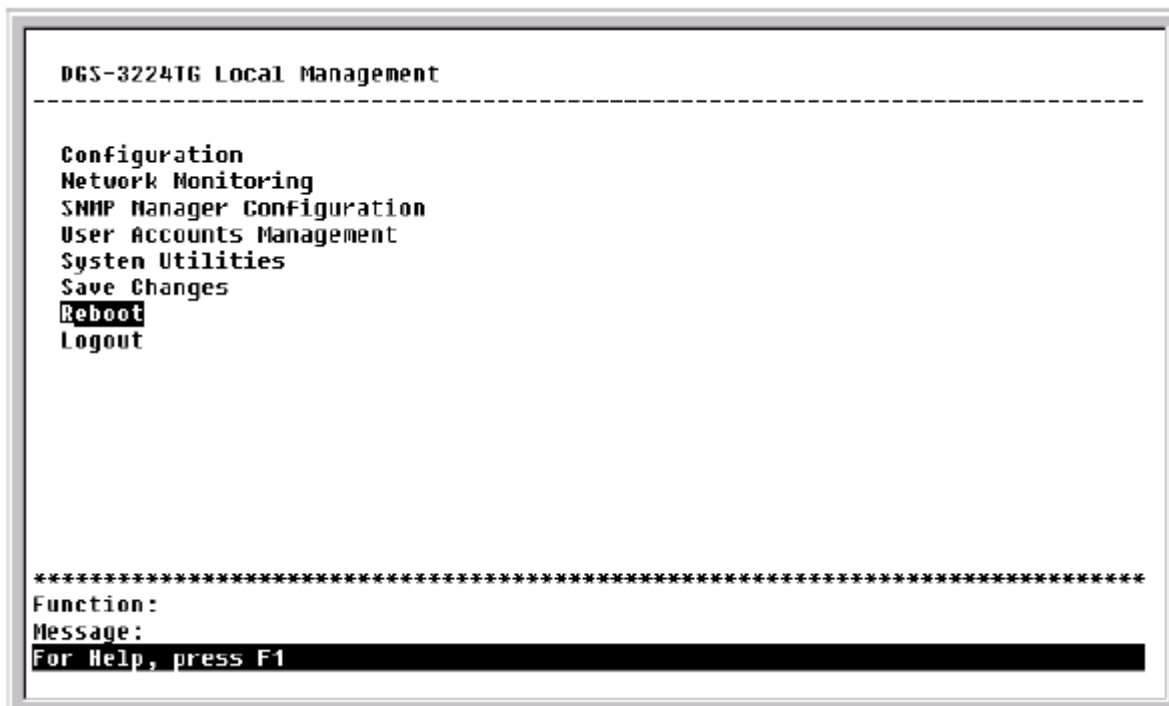 DGS-3224TG Local Management
--------------------------------------------------------------------------------
Configuration
Network Monitoring
SNMP Manager Configuration
User Accounts Management
System Utilities
Save Changes
Reboot
Logout
********************************************************************************
Function:
Message:
For Help, press F1